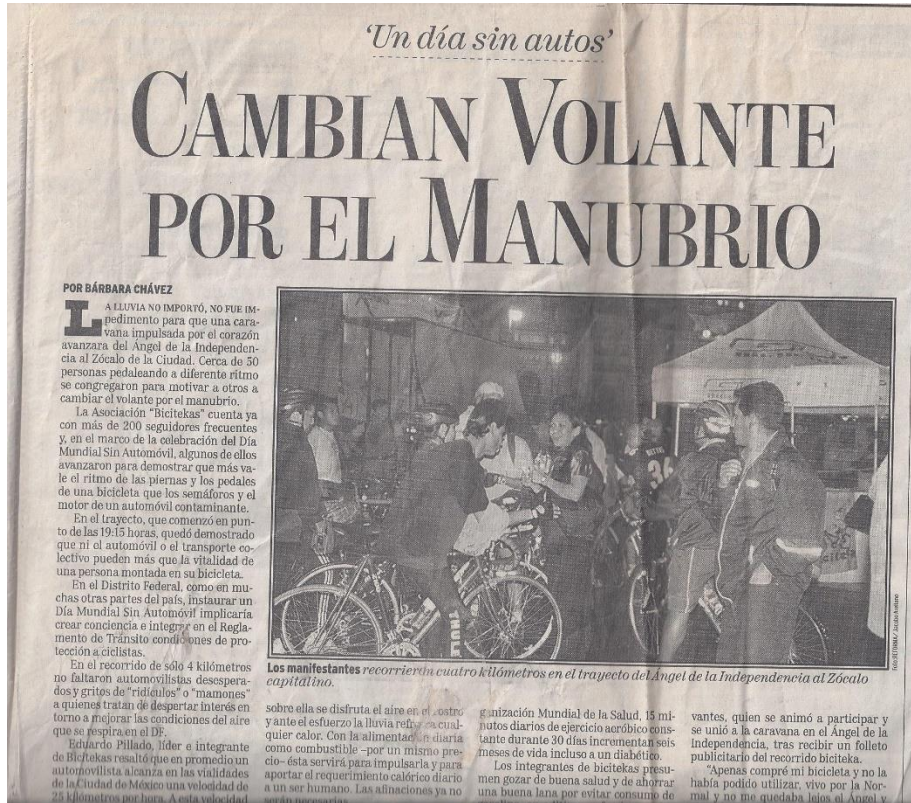 'Un día sin autos'
CAMBIAN VOLANTE
POR EL MANUBRIO
POR BÁRBARA CHÁVEZ
LA LLUVIA NO IMPORTÓ, NO FUE IM-
pedimento para que una cara-
vana impulsada por el corazón
avanzara del Ángel de la Independen-
cia al Zócalo de la Ciudad. Cerca de 50
personas pedaleando a diferente ritmo
se congregaron para motivar a otros a
cambiar el volante por el manubrio.
La Asociación "Bicitekas" cuenta ya
con más de 200 seguidores frecuentes
y, en el marco de la celebración del Día
Mundial Sin Automóvil, algunos de ellos
avanzaron para demostrar que más va-
le el ritmo de las piernas y los pedales
de una bicicleta que los semáforos y el
motor de un automóvil contaminante.
En el trayecto, que comenzó en pun-
to de las 19:15 horas, quedó demostrado
que ni el automóvil o el transporte co-
lectivo pueden más que la vitalidad de
una persona montada en su bicicleta.
En el Distrito Federal, como en mu-
chas otras partes del país, instaurar un
Día Mundial Sin Automóvil implicaría
crear conciencia e integrar en el Regla-
mento de Tránsito condiciones de pro-
tección a ciclistas.
En el recorrido de sólo 4 kilómetros
no faltaron automovilistas desespera-
dos y gritos de "ridículos" o "mamones"
a quienes tratan de despertar interés en
torno a mejorar las condiciones del aire
que se respira en el DF.
Eduardo Pillado, líder e integrante
de Bicitekas resaltó que en promedio un
automovilista alcanza en las vialidades
de la Ciudad de México una velocidad de
25 kilómetros por hora. A esta velocidad
Los manifestantes recorrierán cuatro kilómetros en el trayecto del Ángel de la Independencia al Zócalo
capitalino.
sobre ella se disfruta el aire en el rostro
y ante el esfuerzo la lluvia refresca cual-
quier calor. Con la alimentación diaria
como combustible –por un mismo pre-
cio– ésta servirá para impulsarla y para
aportar el requerimiento calórico diario
a un ser humano. Las afinaciones ya no
serán necesarias
ganización Mundial de la Salud, 15 mi-
nutos diarios de ejercicio aeróbico cons-
tante durante 30 días incrementan seis
meses de vida incluso a un diabético.
Los integrantes de bicitekas presu-
men gozar de buena salud y de ahorrar
una buena lana por evitar consumo de
vantes, quien se animó a participar y
se unió a la caravana en el Ángel de la
Independencia, tras recibir un folleto
publicitario del recorrido biciteka.
"Apenas compré mi bicicleta y no la
había podido utilizar, vivo por la Nor-
mal y no me quedaba lejos el Ángel y